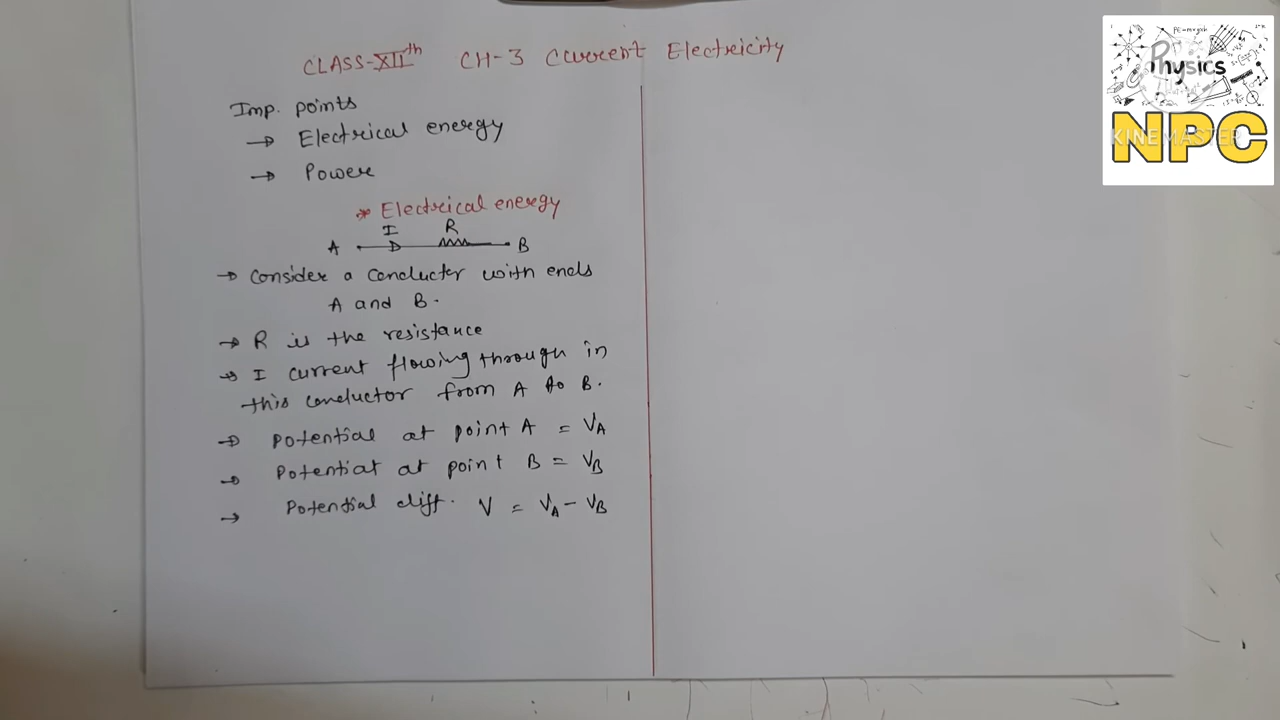 CLASS-XIIth CH-3 Current Electricity
Imp. points
→ Electrical energy
→ Power
* Electrical energy
I R
A B
→ Consider a conductor with ends
A and B.
→ R is the resistance
→ I current flowing through in
this conductor from A to B.
→ Potential at point A = VA
→ Potential at point B = VB
→ Potential diff. V = VA - VB
Physics
NPC
KINEMASTER